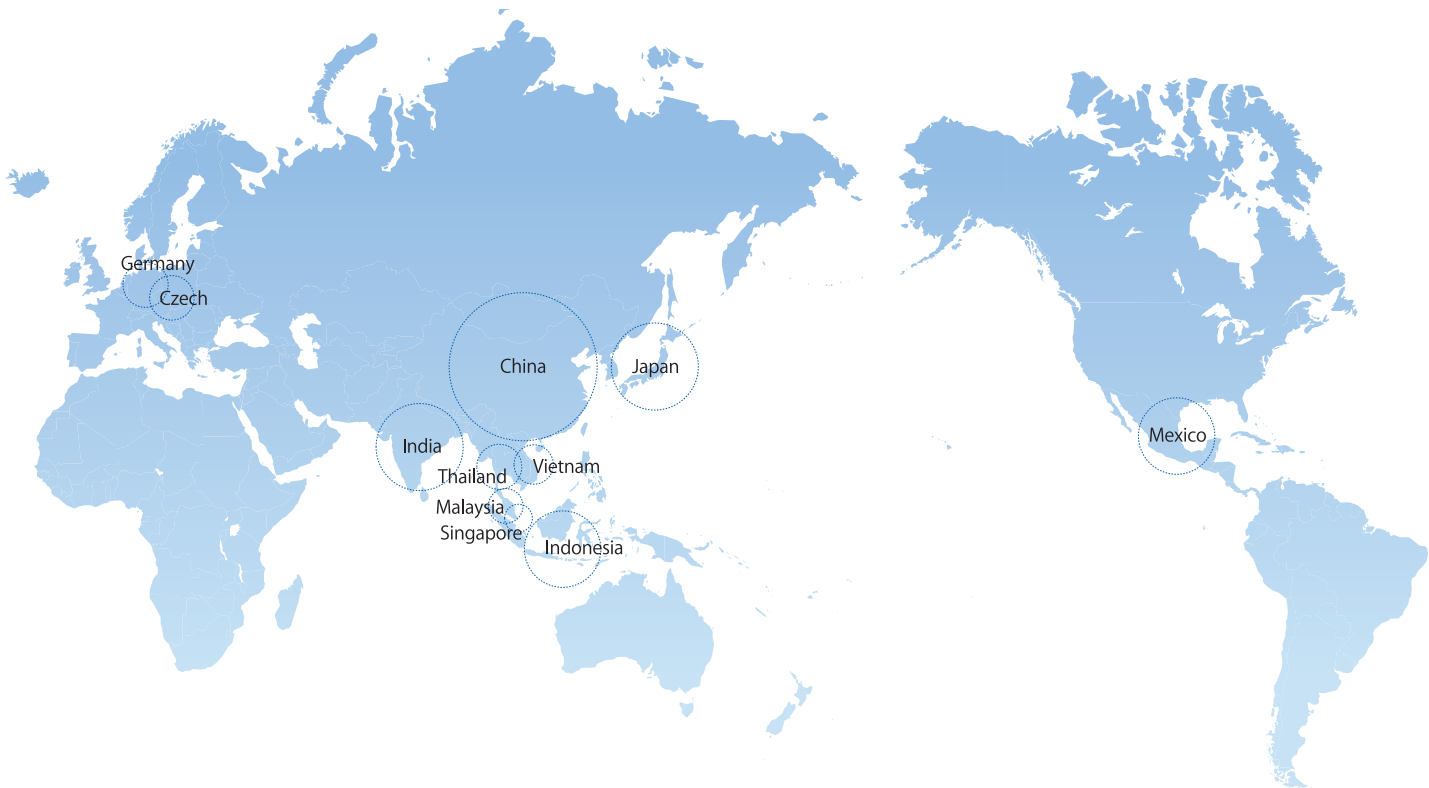 Germany
Czech
China
Japan
India
Mexico
Thailand
Vietnam
Malaysia
Singapore
Indonesia